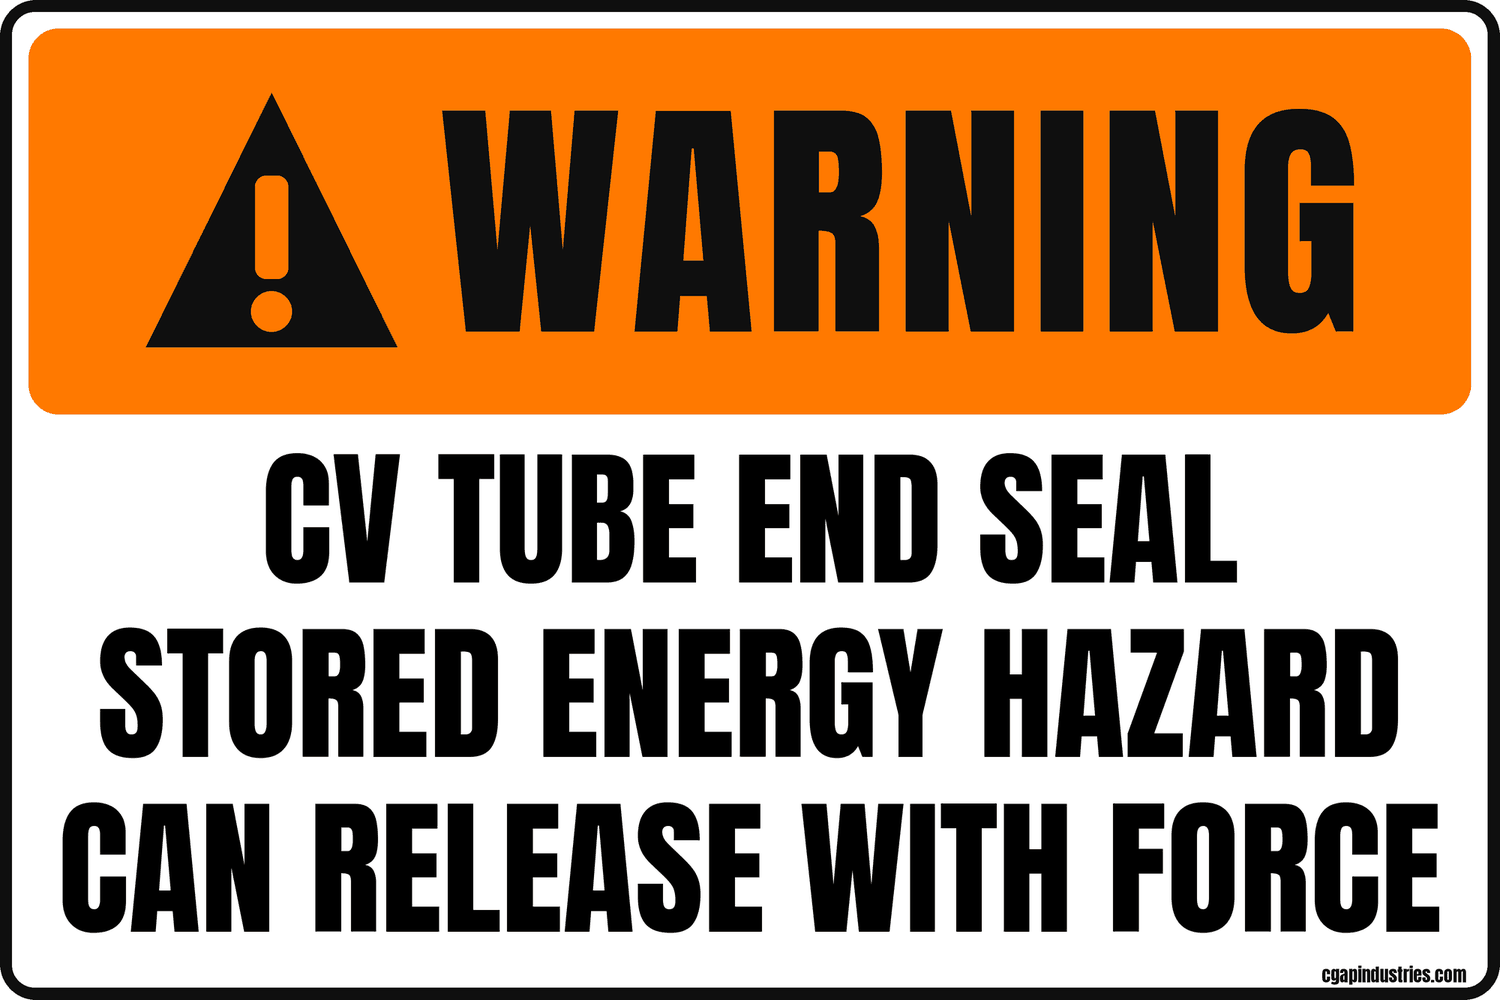 WARNING
CV TUBE END SEAL
STORED ENERGY HAZARD
CAN RELEASE WITH FORCE
cgapindustries.com